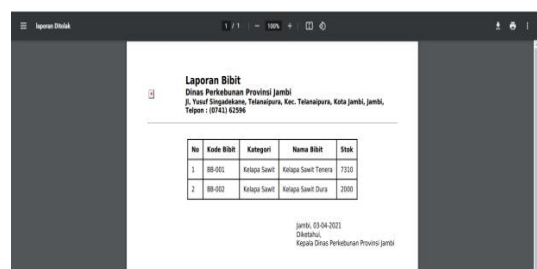 laporan Ditolak
1 / 1
100%
Laporan Bibit
Dinas Perkebunan Provinsi Jambi
Jl, Yusuf Singadekane, Telanaipura, Kec. Telanaipura, Kota Jambi, Jambi,
Telpon : (0741) 62596
No Kode Bibit Kategori Nama Bibit Stok
1 BB-001 Kelapa Sawit Kelapa Sawit Tenera 7310
2 BB-002 Kelapa Sawit Kelapa Sawit Dura 2000
Jambi, 03-04-2021
Diketahui,
Kepala Dinas Perkebunan Provinsi Jambi